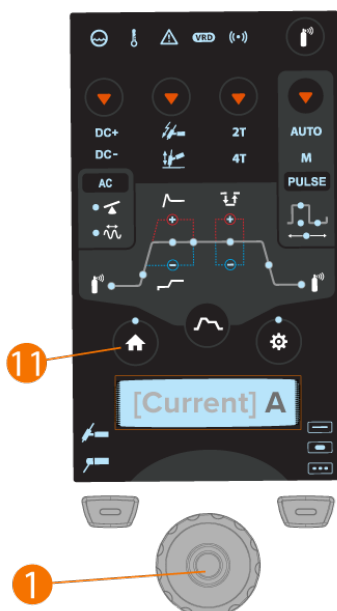 VRD
DC+ 2T AUTO
DC- 4T M
AC PULSE
11
[Current] A
1